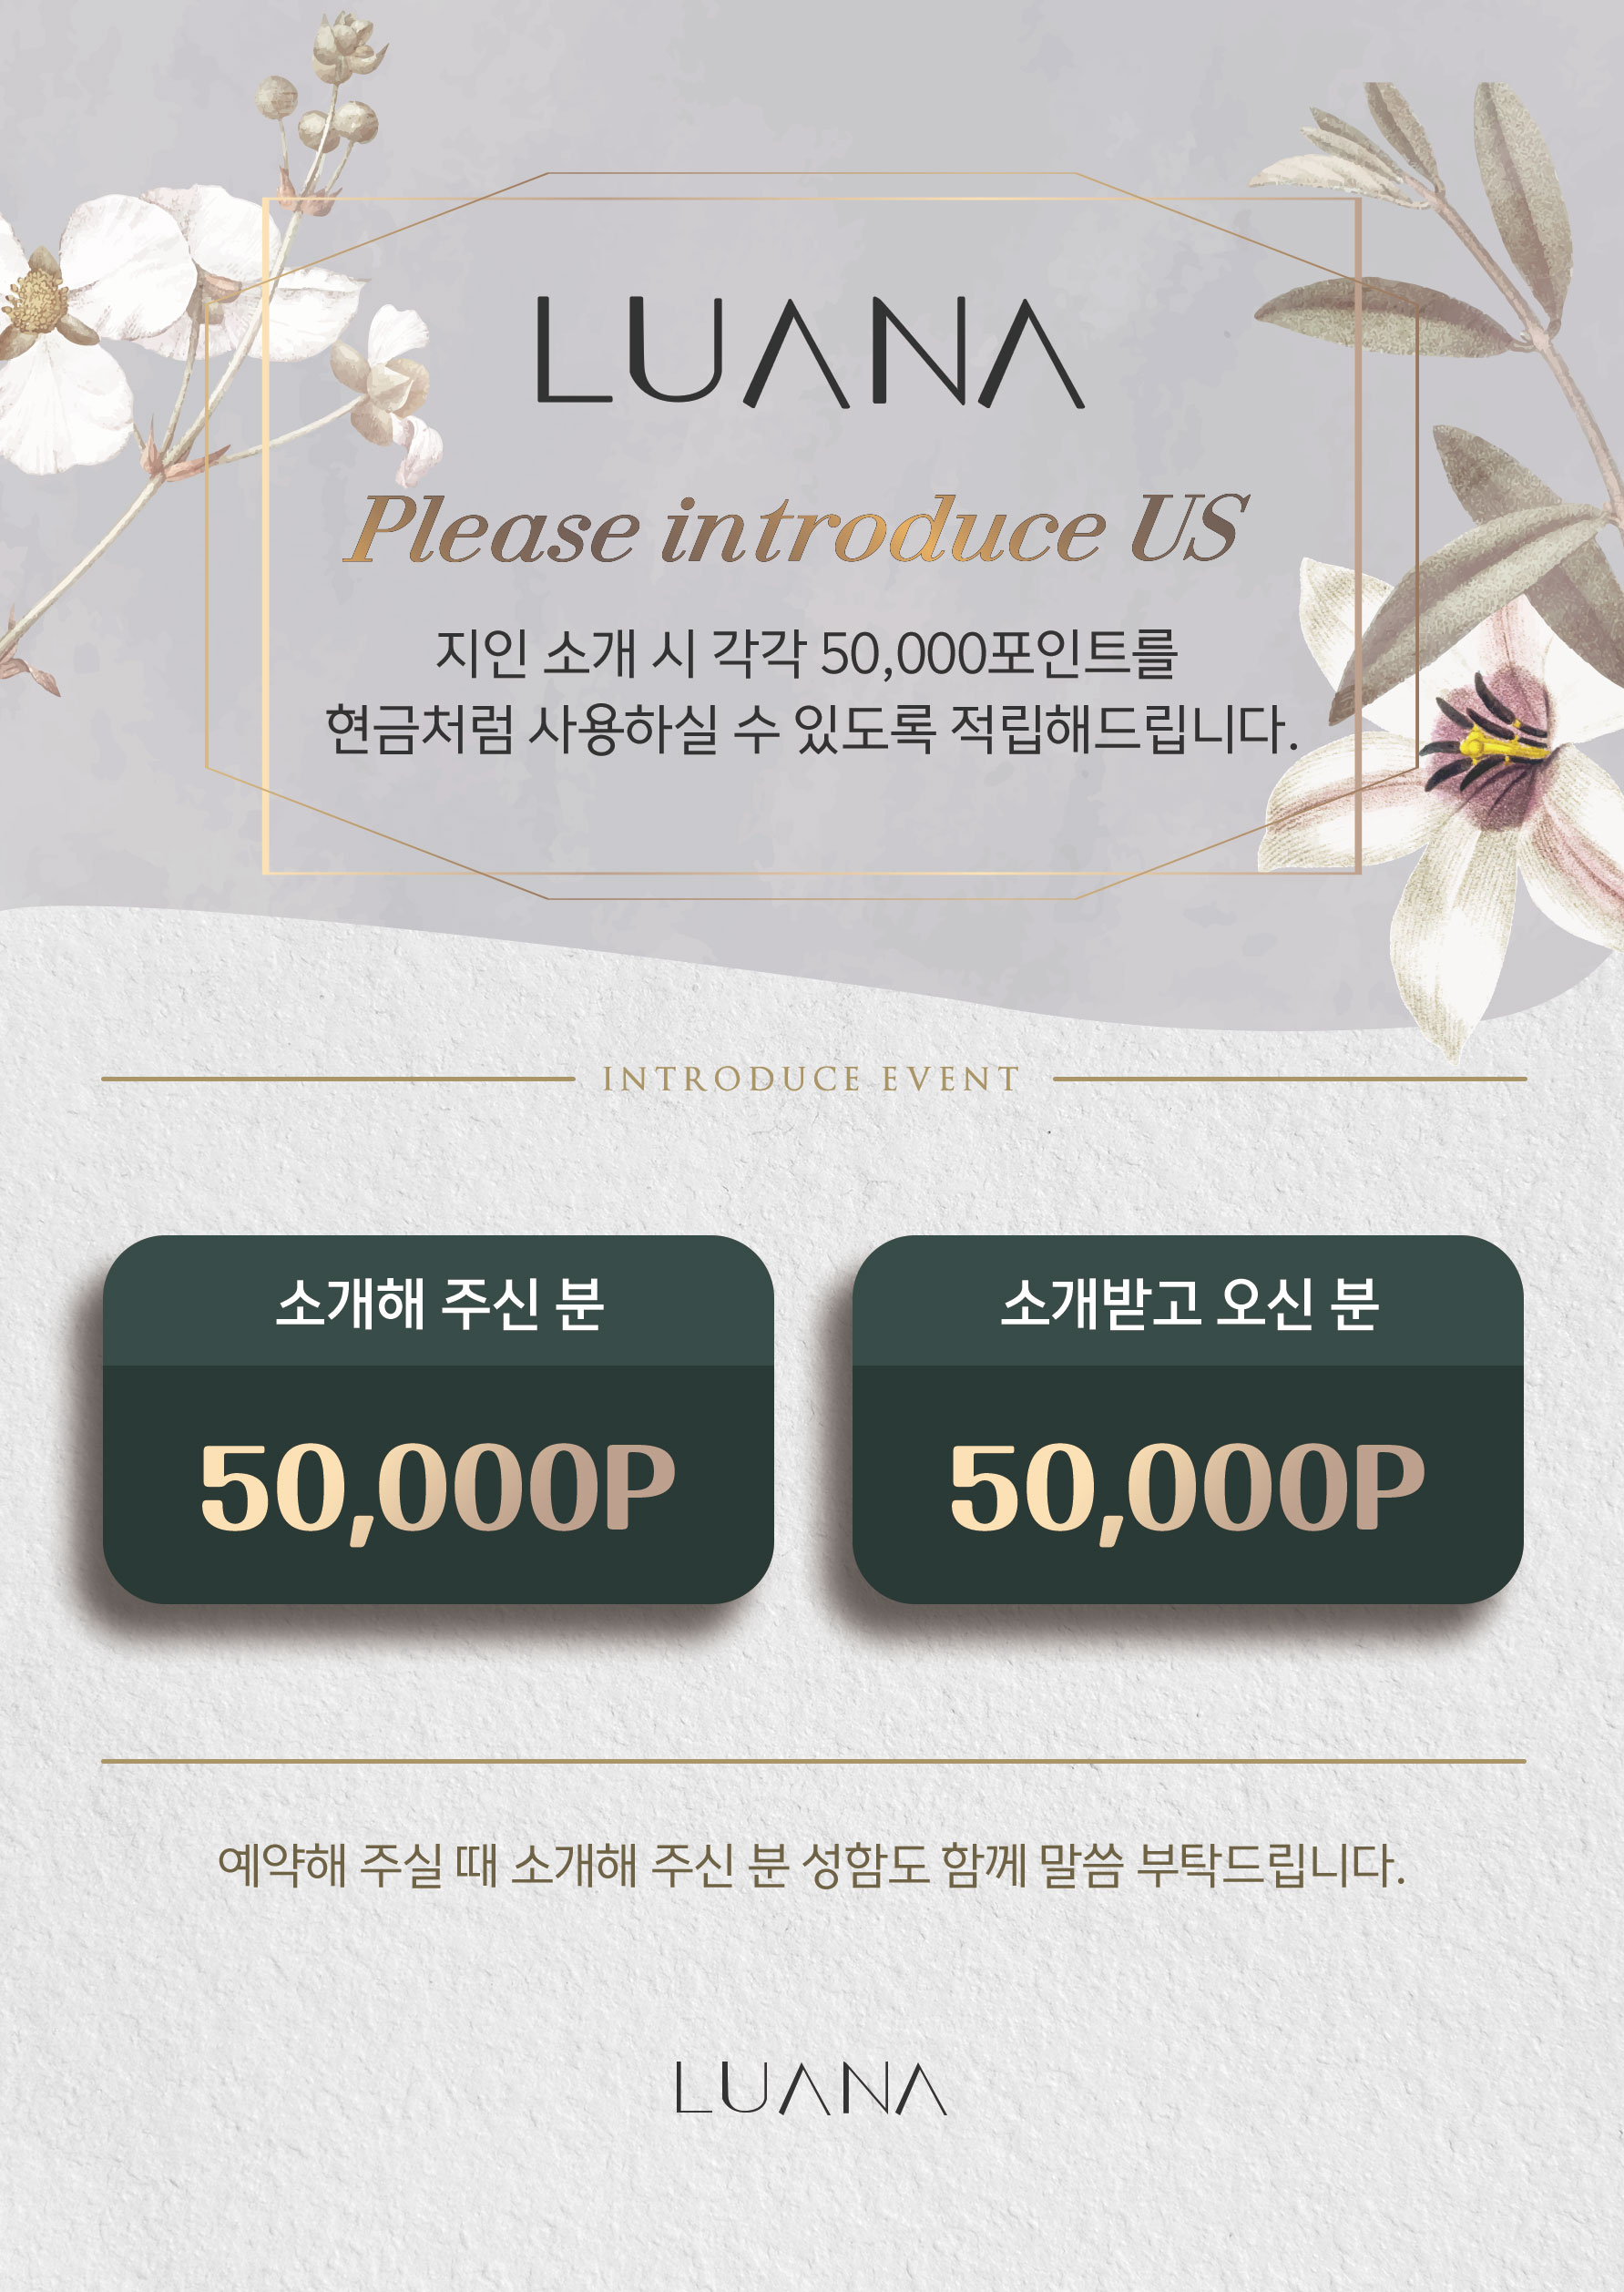 LUANA
Please introduce US
지인 소개 시 각각 50,000포인트를
현금처럼 사용하실 수 있도록 적립해드립니다.
INTRODUCE EVENT
소개해 주신 분
50,000P
소개받고 오신 분
50,000P
예약해 주실 때 소개해 주신 분 성함도 함께 말씀 부탁드립니다.
LUANA